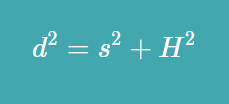 d² = s² + H²